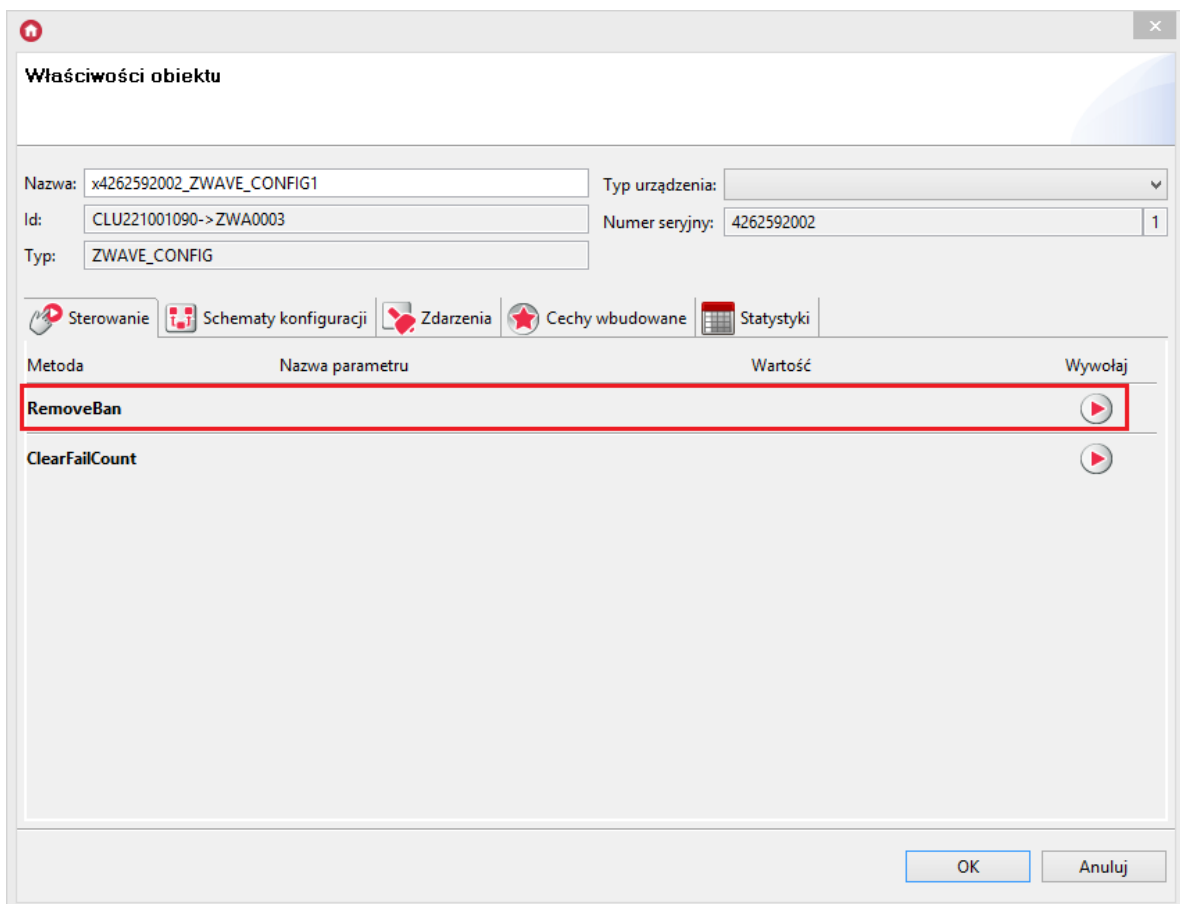 Właściwości obiektu
Nazwa: x4262592002_ZWAVE_CONFIG1 Typ urządzenia:
Id: CLU221001090->ZWA0003 Numer seryjny: 4262592002 1
Typ: ZWAVE_CONFIG
Sterowanie Schematy konfiguracji Zdarzenia Cechy wbudowane Statystyki
Metoda Nazwa parametru Wartość Wywołaj
RemoveBan
ClearFailCount
OK Anuluj